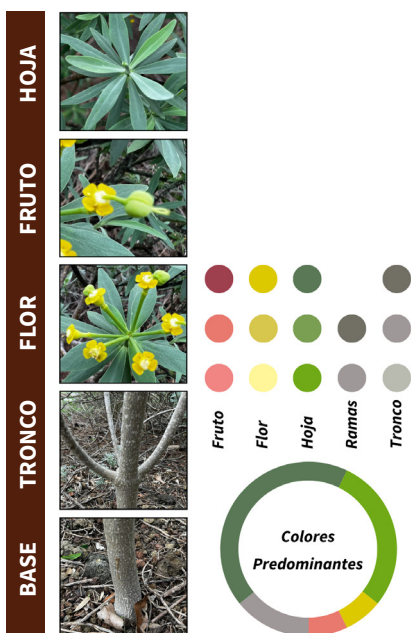 HOJA
FRUTO
FLOR
TRONCO
BASE
Fruto
Flor
Hoja
Ramas
Tronco
Colores
Predominantes